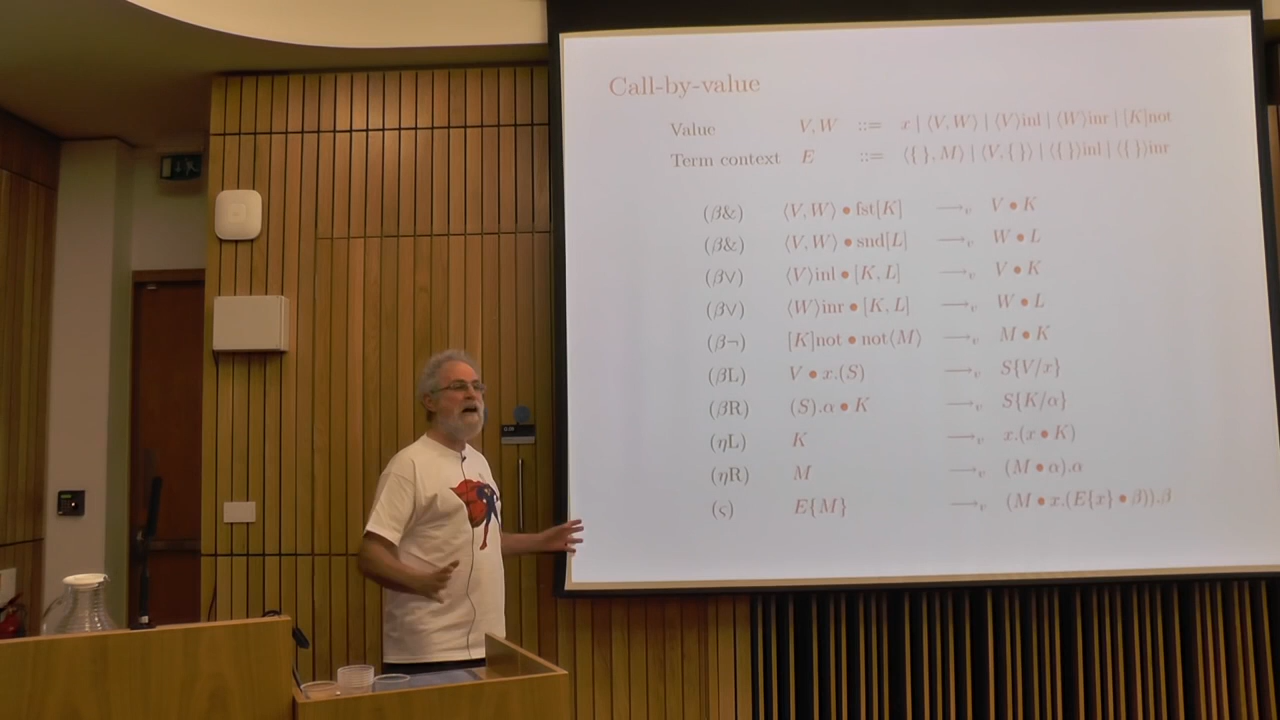 Call-by-value
Value V, W ::= x | ⟨V, W⟩ | ⟨V⟩inl | ⟨W⟩inr | [K]not
Term context E ::= ⟨{ }, M⟩ | ⟨V, { }⟩ | ⟨{ }⟩inl | ⟨{ }⟩inr
(β&) ⟨V, W⟩ • fst[K] ⟶ᵥ V • K
(β&) ⟨V, W⟩ • snd[L] ⟶ᵥ W • L
(β∨) ⟨V⟩inl • [K, L] ⟶ᵥ V • K
(β∨) ⟨W⟩inr • [K, L] ⟶ᵥ W • L
(β¬) [K]not • not⟨M⟩ ⟶ᵥ M • K
(βL) V • x.(S) ⟶ᵥ S{V/x}
(βR) (S).α • K ⟶ᵥ S{K/α}
(ηL) K ⟶ᵥ x.(x • K)
(ηR) M ⟶ᵥ (M • α).α
(ς) E{M} ⟶ᵥ (M • x.(E{x} • β)).β